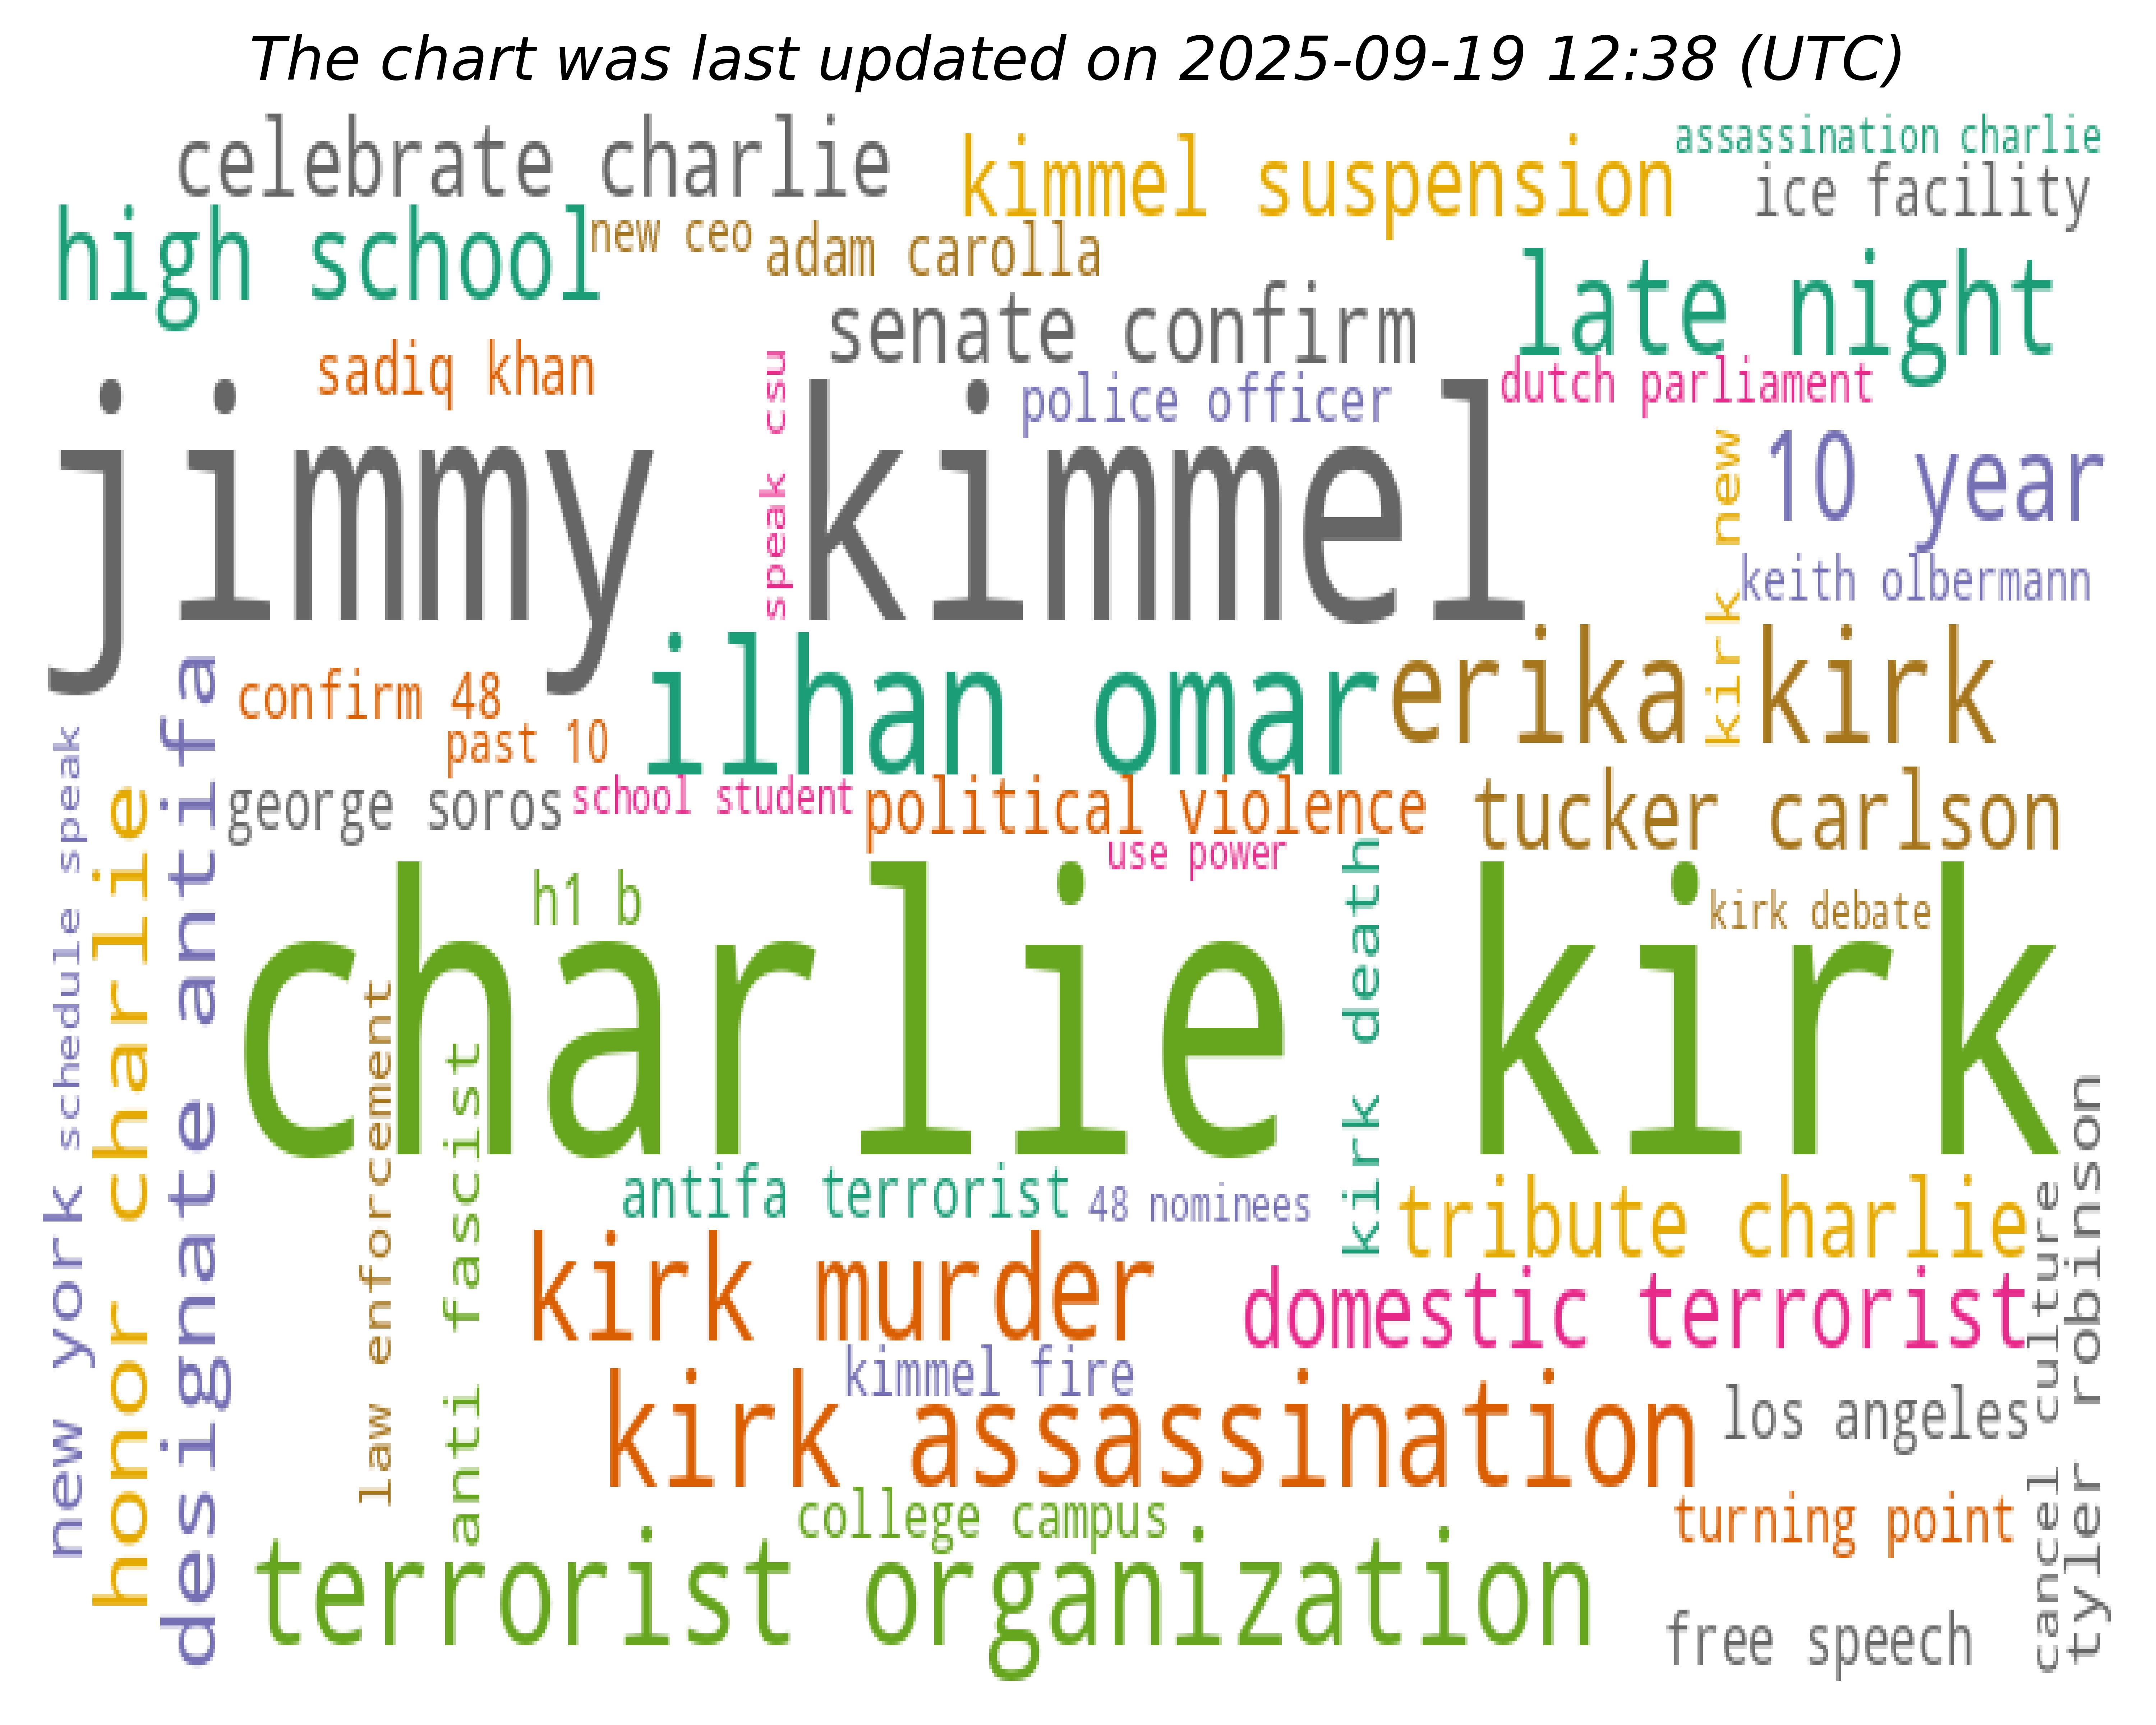 The chart was last updated on 2025-09-19 12:38 (UTC)
celebrate charlie
kimmel suspension
assassination charlie
ice facility
high school
new ceo
adam carolla
late night
senate confirm
sadiq khan
speak csu
police officer
dutch parliament
jimmy kimmel
kirk new
10 year
keith olbermann
ilhan omar
erika kirk
confirm 48
past 10
george soros
school student
political violence
tucker carlson
use power
h1 b
kirk death
kirk debate
charlie kirk
schedule speak
new york
honor charlie
designate antifa
law enforcement
anti fascist
antifa terrorist
48 nominees
tribute charlie
kirk murder
domestic terrorist
kimmel fire
kirk assassination
los angeles
college campus
turning point
terrorist organization
free speech
cancel culture
tyler robinson